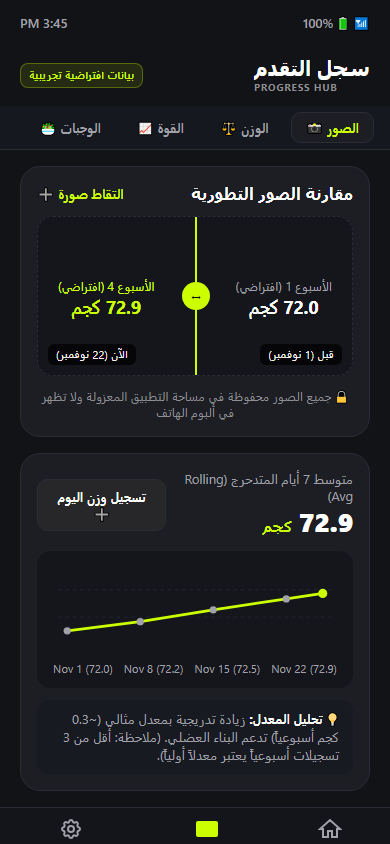 3:45 PM
100%
سجل التقدم
PROGRESS HUB
بيانات افتراضية تجريبية
الصور
الوزن
القوة
الوجبات
مقارنة الصور التطورية
التقاط صورة ➕
الأسبوع 1 (افتراضي)
72.0 كجم
قبل (1 نوفمبر)
↔
الأسبوع 4 (افتراضي)
72.9 كجم
الآن (22 نوفمبر)
🔒 جميع الصور محفوظة في مساحة التطبيق المعزولة ولا تظهر
في ألبوم الهاتف
متوسط 7 أيام المتدحرج (Rolling
Avg)
72.9 كجم
تسجيل وزن اليوم
➕
Nov 1 (72.0)
Nov 8 (72.2)
Nov 15 (72.5)
Nov 22 (72.9)
💡 تحليل المعدل: زيادة تدريجية بمعدل مثالي (~0.3
كجم أسبوعياً) تدعم البناء العضلي. (ملاحظة: أقل من 3
تسجيلات أسبوعياً يعتبر معدلاً أولياً).